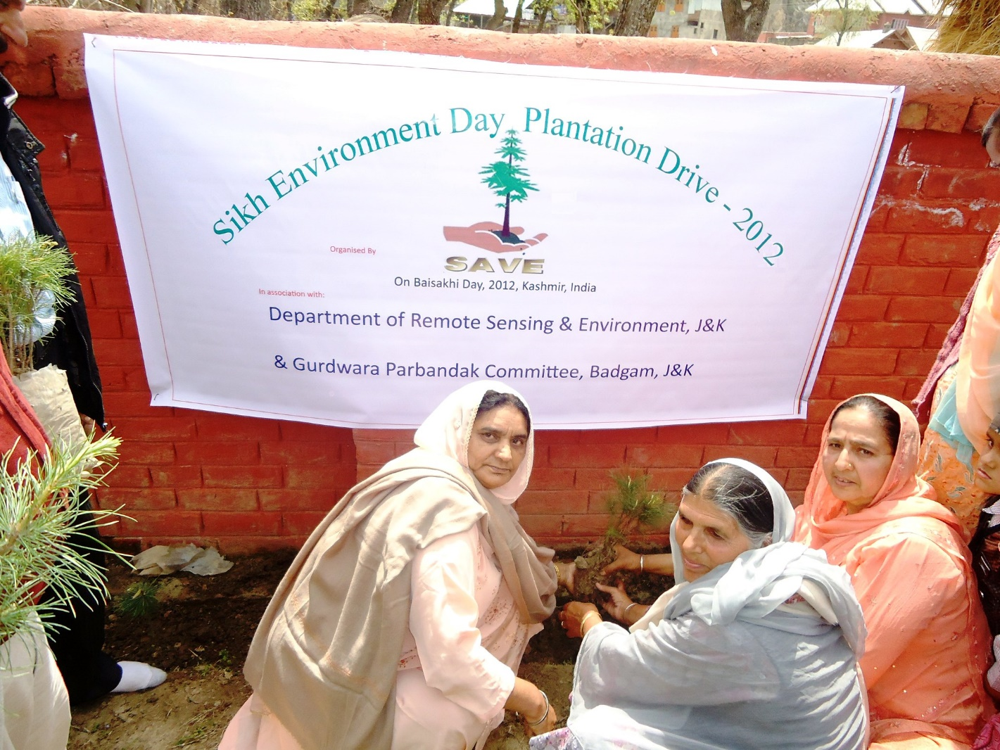 Sikh Environment Day Plantation Drive - 2012
Organised By
SAVE
On Baisakhi Day, 2012, Kashmir, India
In association with:
Department of Remote Sensing & Environment, J&K
& Gurdwara Parbandak Committee, Badgam, J&K